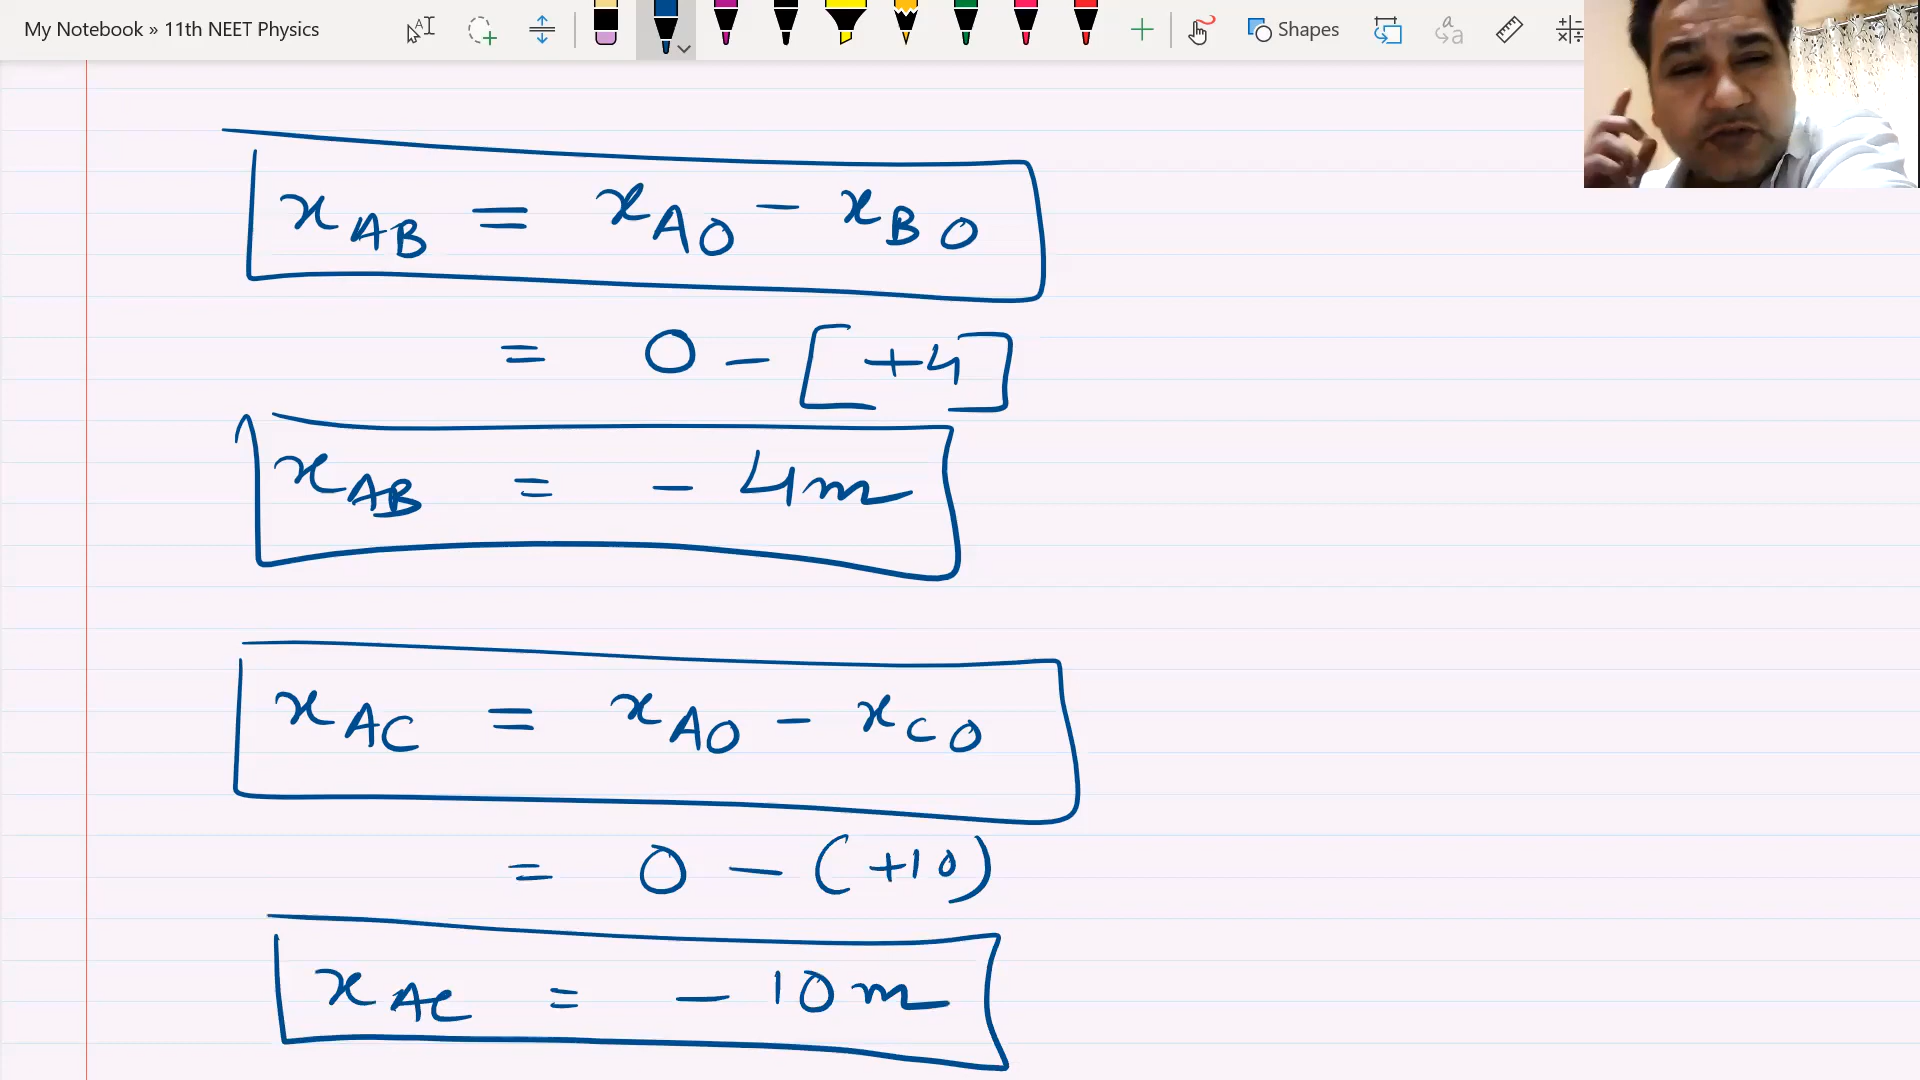 My Notebook » 11th NEET Physics
Shapes
x_AB = x_AO - x_BO
= 0 - [+4]
x_AB = - 4m
x_AC = x_AO - x_CO
= 0 - (+10)
x_AC = - 10m